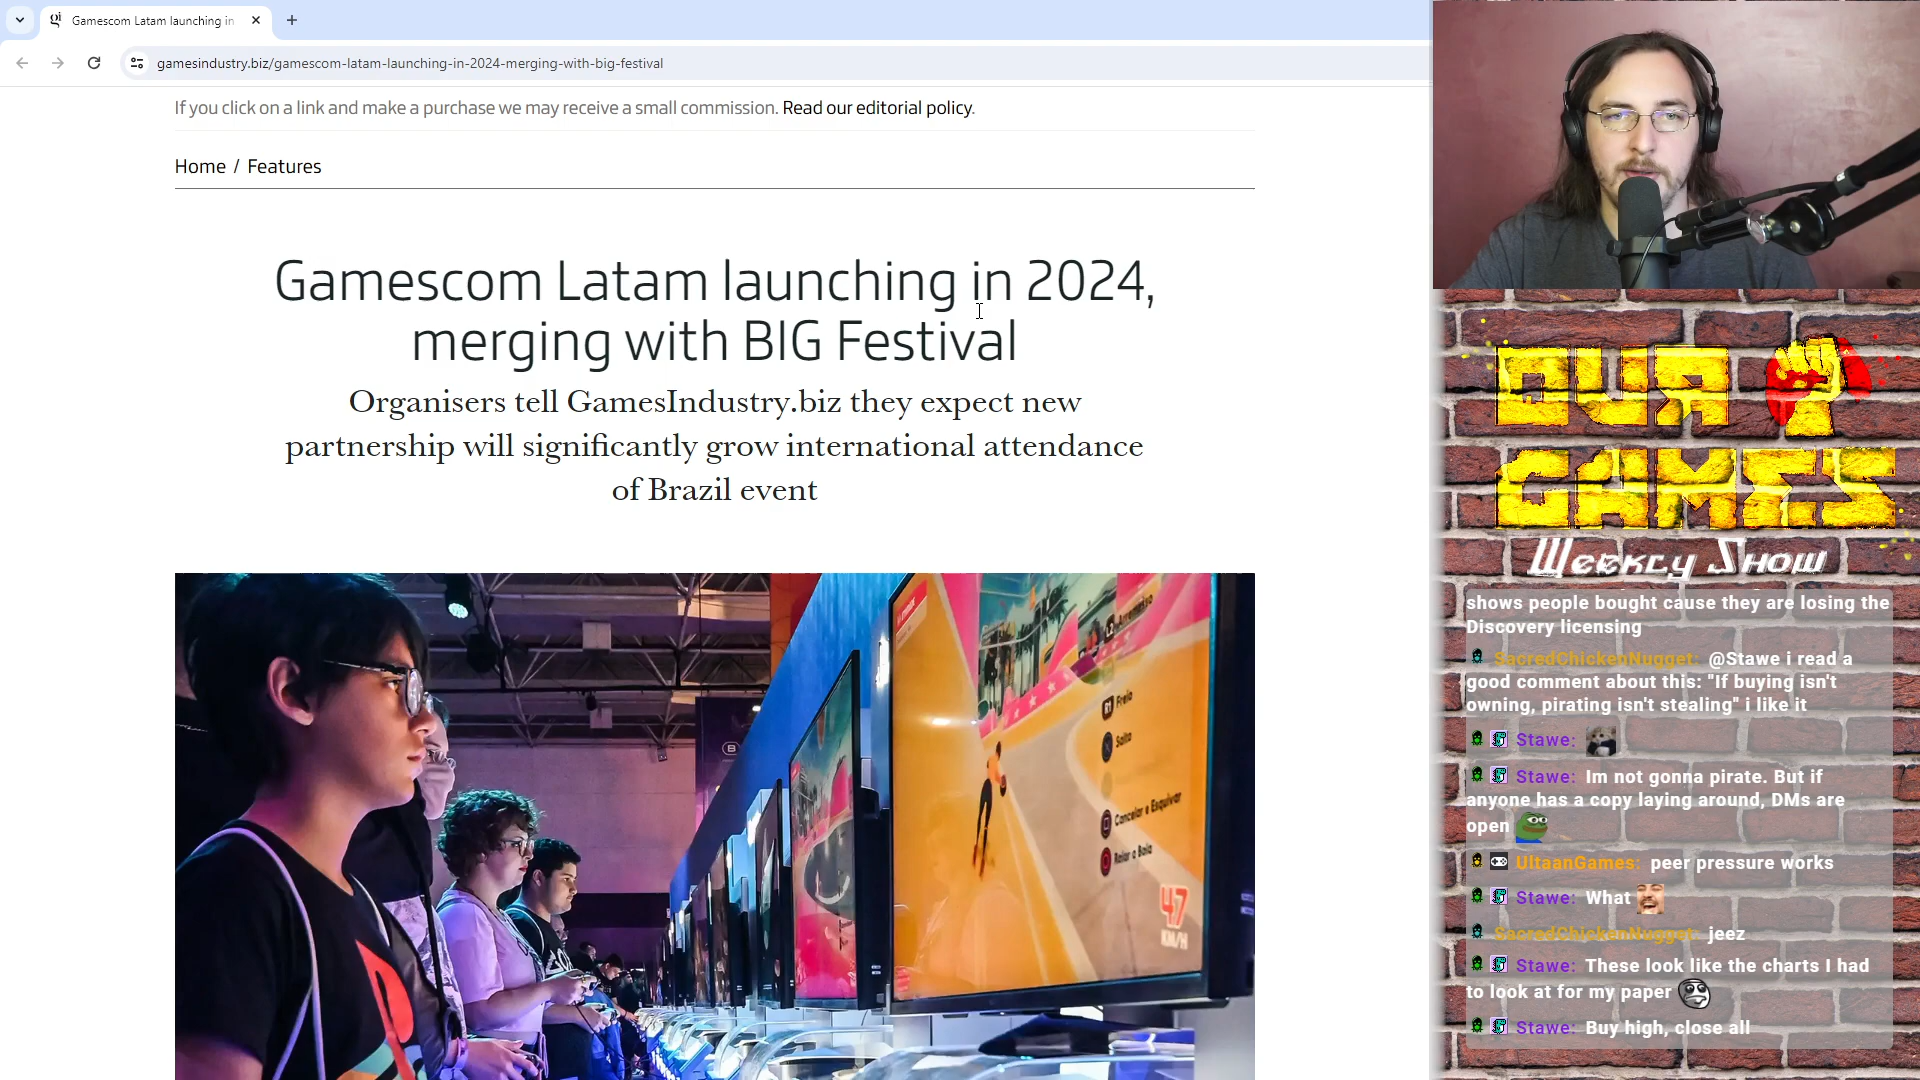 Gamescom Latam launching in
gamesindustry.biz/gamescom-latam-launching-in-2024-merging-with-big-festival
If you click on a link and make a purchase we may receive a small commission. Read our editorial policy.
Home / Features
Gamescom Latam launching in 2024,
merging with BIG Festival
Organisers tell GamesIndustry.biz they expect new
partnership will significantly grow international attendance
of Brazil event
R1 Freio
Salta
Cancelar e Esquivar
Rolar a Bola
47
KM/H
B
OUR
GAMES
Weekly Show
shows people bought cause they are losing the
Discovery licensing
SacredChickenNugget: @Stawe i read a
good comment about this: "If buying isn't
owning, pirating isn't stealing" i like it
Stawe:
Stawe: Im not gonna pirate. But if
anyone has a copy laying around, DMs are
open
UltaanGames: peer pressure works
Stawe: What
SacredChickenNugget: jeez
Stawe: These look like the charts I had
to look at for my paper
Stawe: Buy high, close all